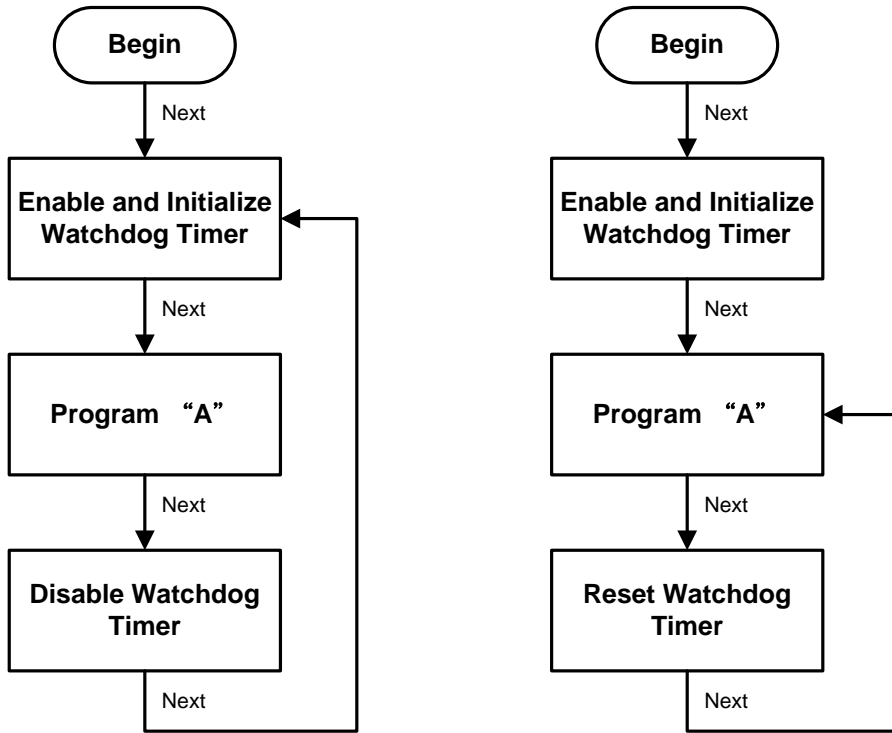 Begin
Next
Enable and Initialize
Watchdog Timer
Next
Program “A”
Next
Disable Watchdog
Timer
Next
Begin
Next
Enable and Initialize
Watchdog Timer
Next
Program “A”
Next
Reset Watchdog
Timer
Next